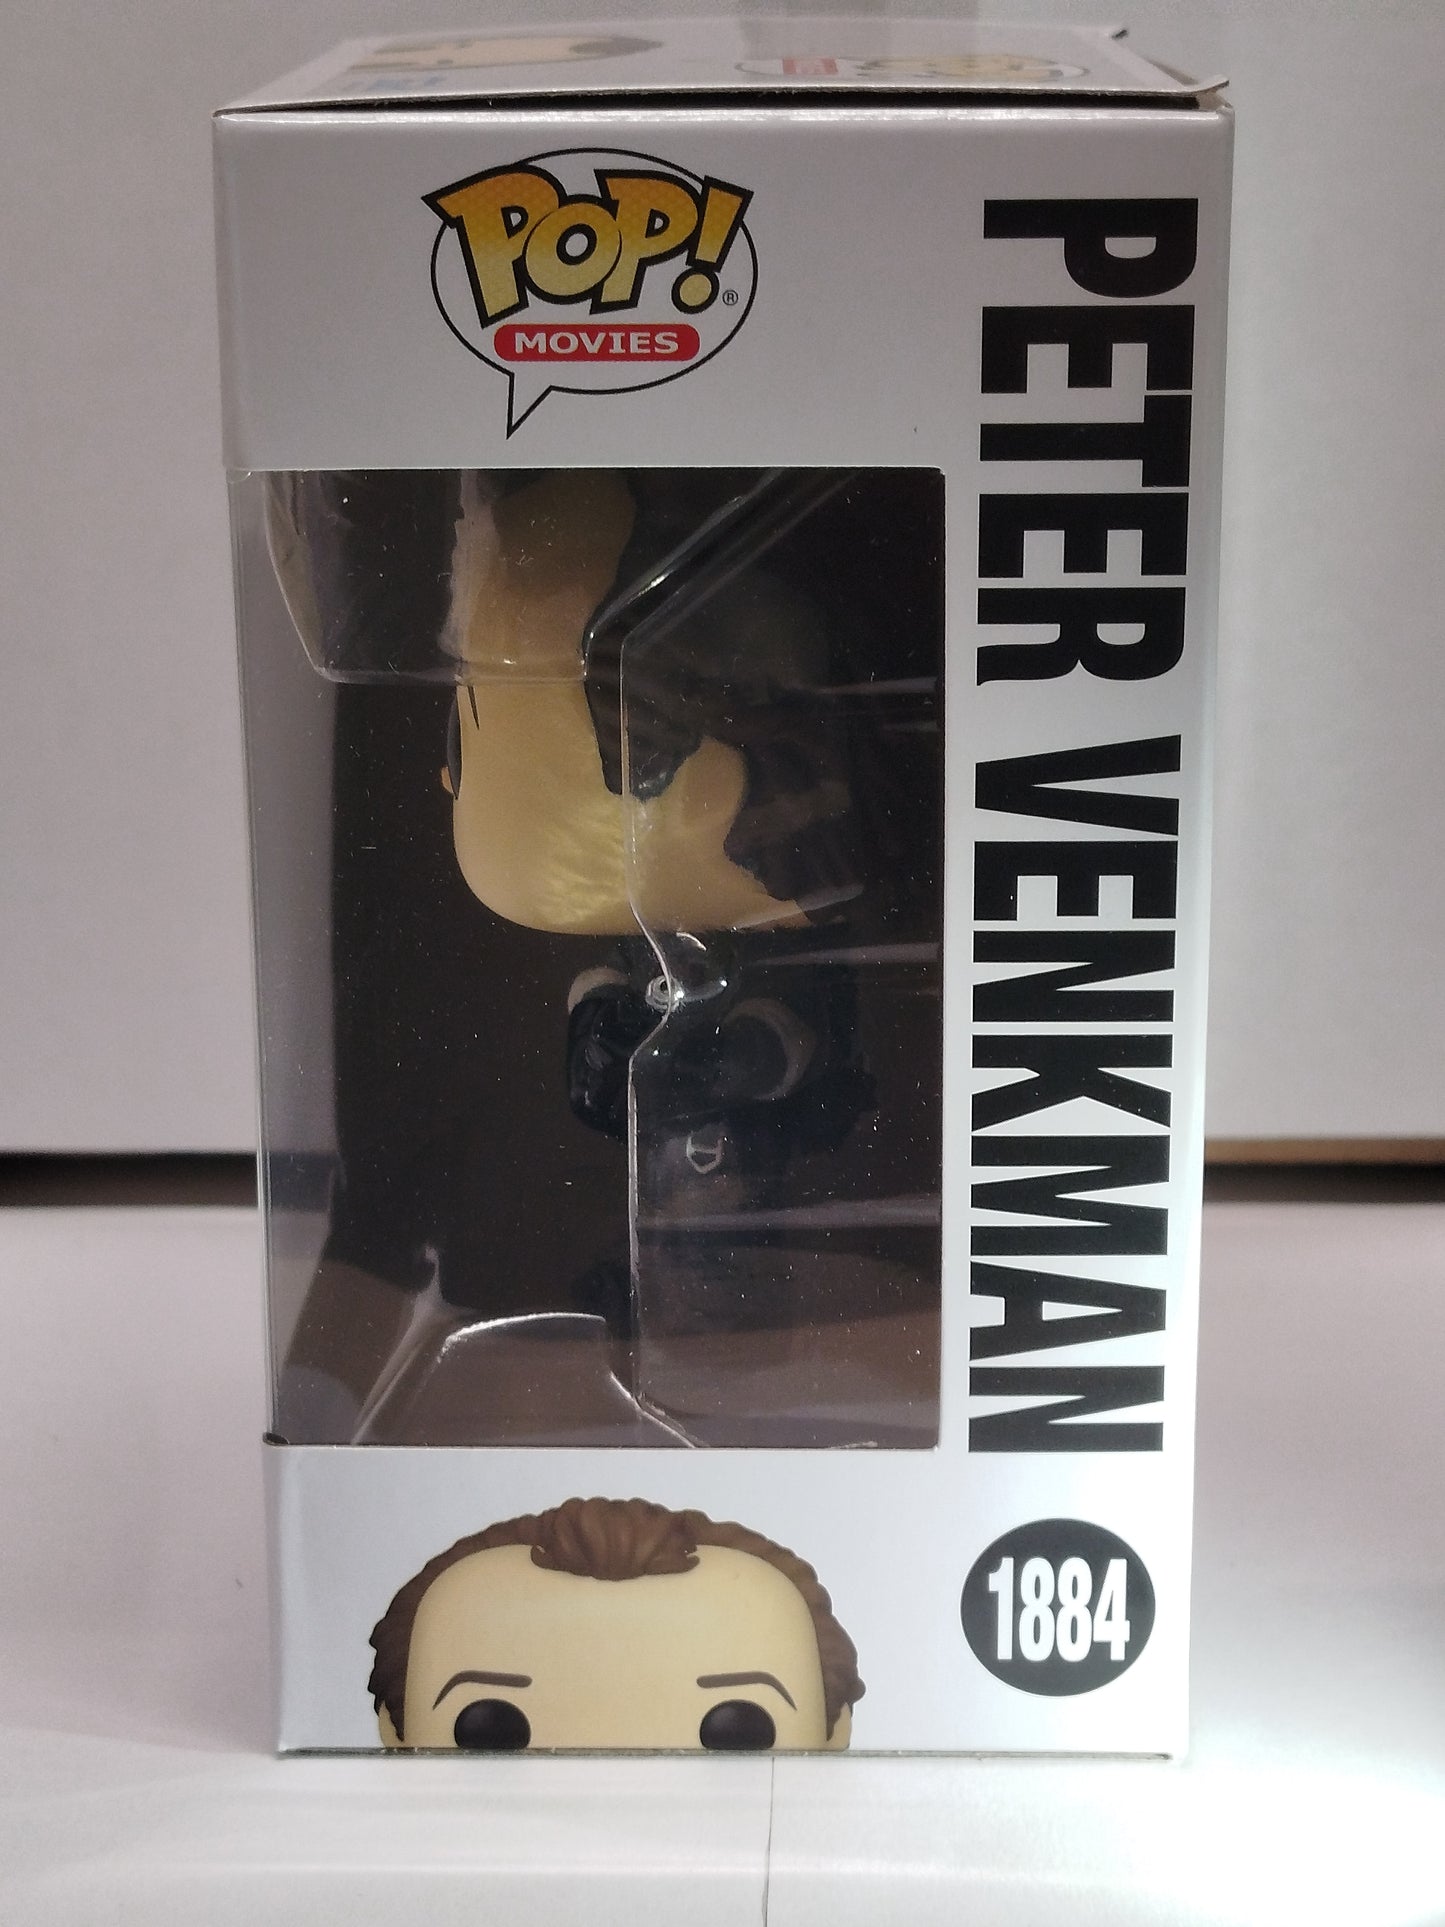 POP!®
MOVIES
PETER VENKMAN
1884